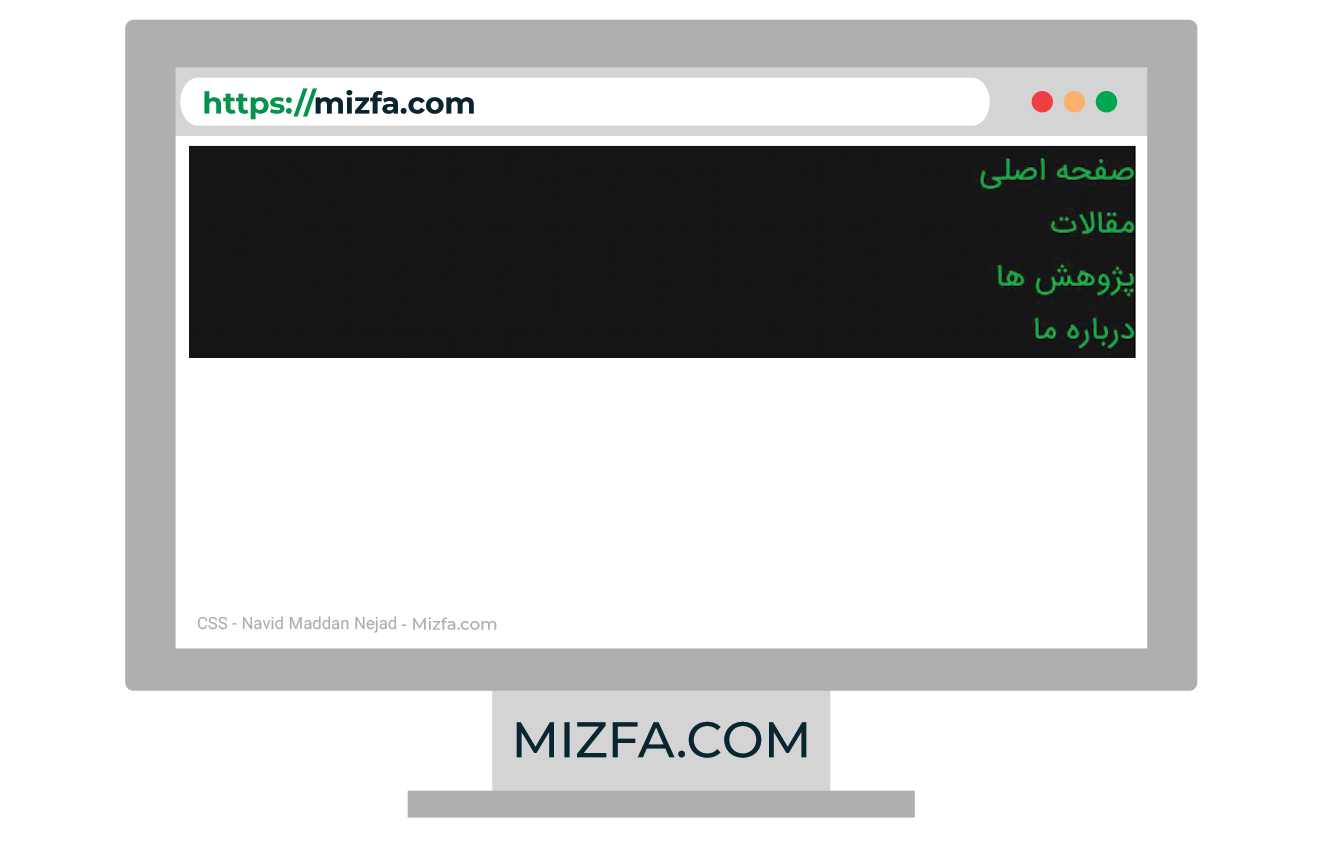 https://mizfa.com
صفحه اصلی
مقالات
پژوهش ها
درباره ما
CSS - Navid Maddan Nejad - Mizfa.com
MIZFA.COM